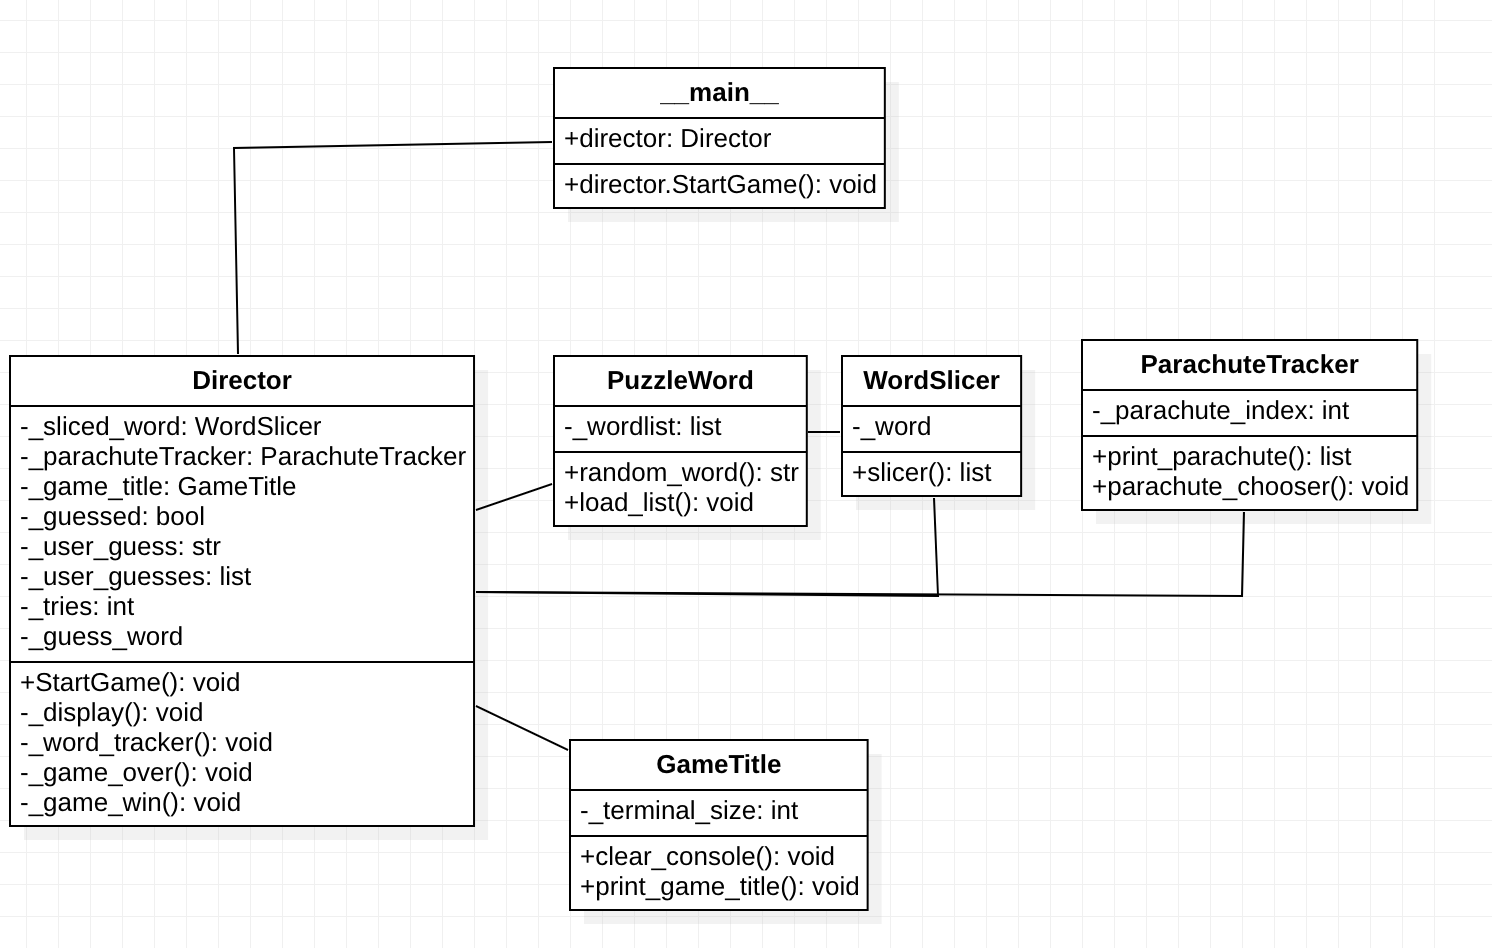 __main__
+director: Director
+director.StartGame(): void
Director
-_sliced_word: WordSlicer
-_parachuteTracker: ParachuteTracker
-_game_title: GameTitle
-_guessed: bool
-_user_guess: str
-_user_guesses: list
-_tries: int
-_guess_word
+StartGame(): void
-_display(): void
-_word_tracker(): void
-_game_over(): void
-_game_win(): void
PuzzleWord
-_wordlist: list
+random_word(): str
+load_list(): void
WordSlicer
-_word
+slicer(): list
ParachuteTracker
-_parachute_index: int
+print_parachute(): list
+parachute_chooser(): void
GameTitle
-_terminal_size: int
+clear_console(): void
+print_game_title(): void